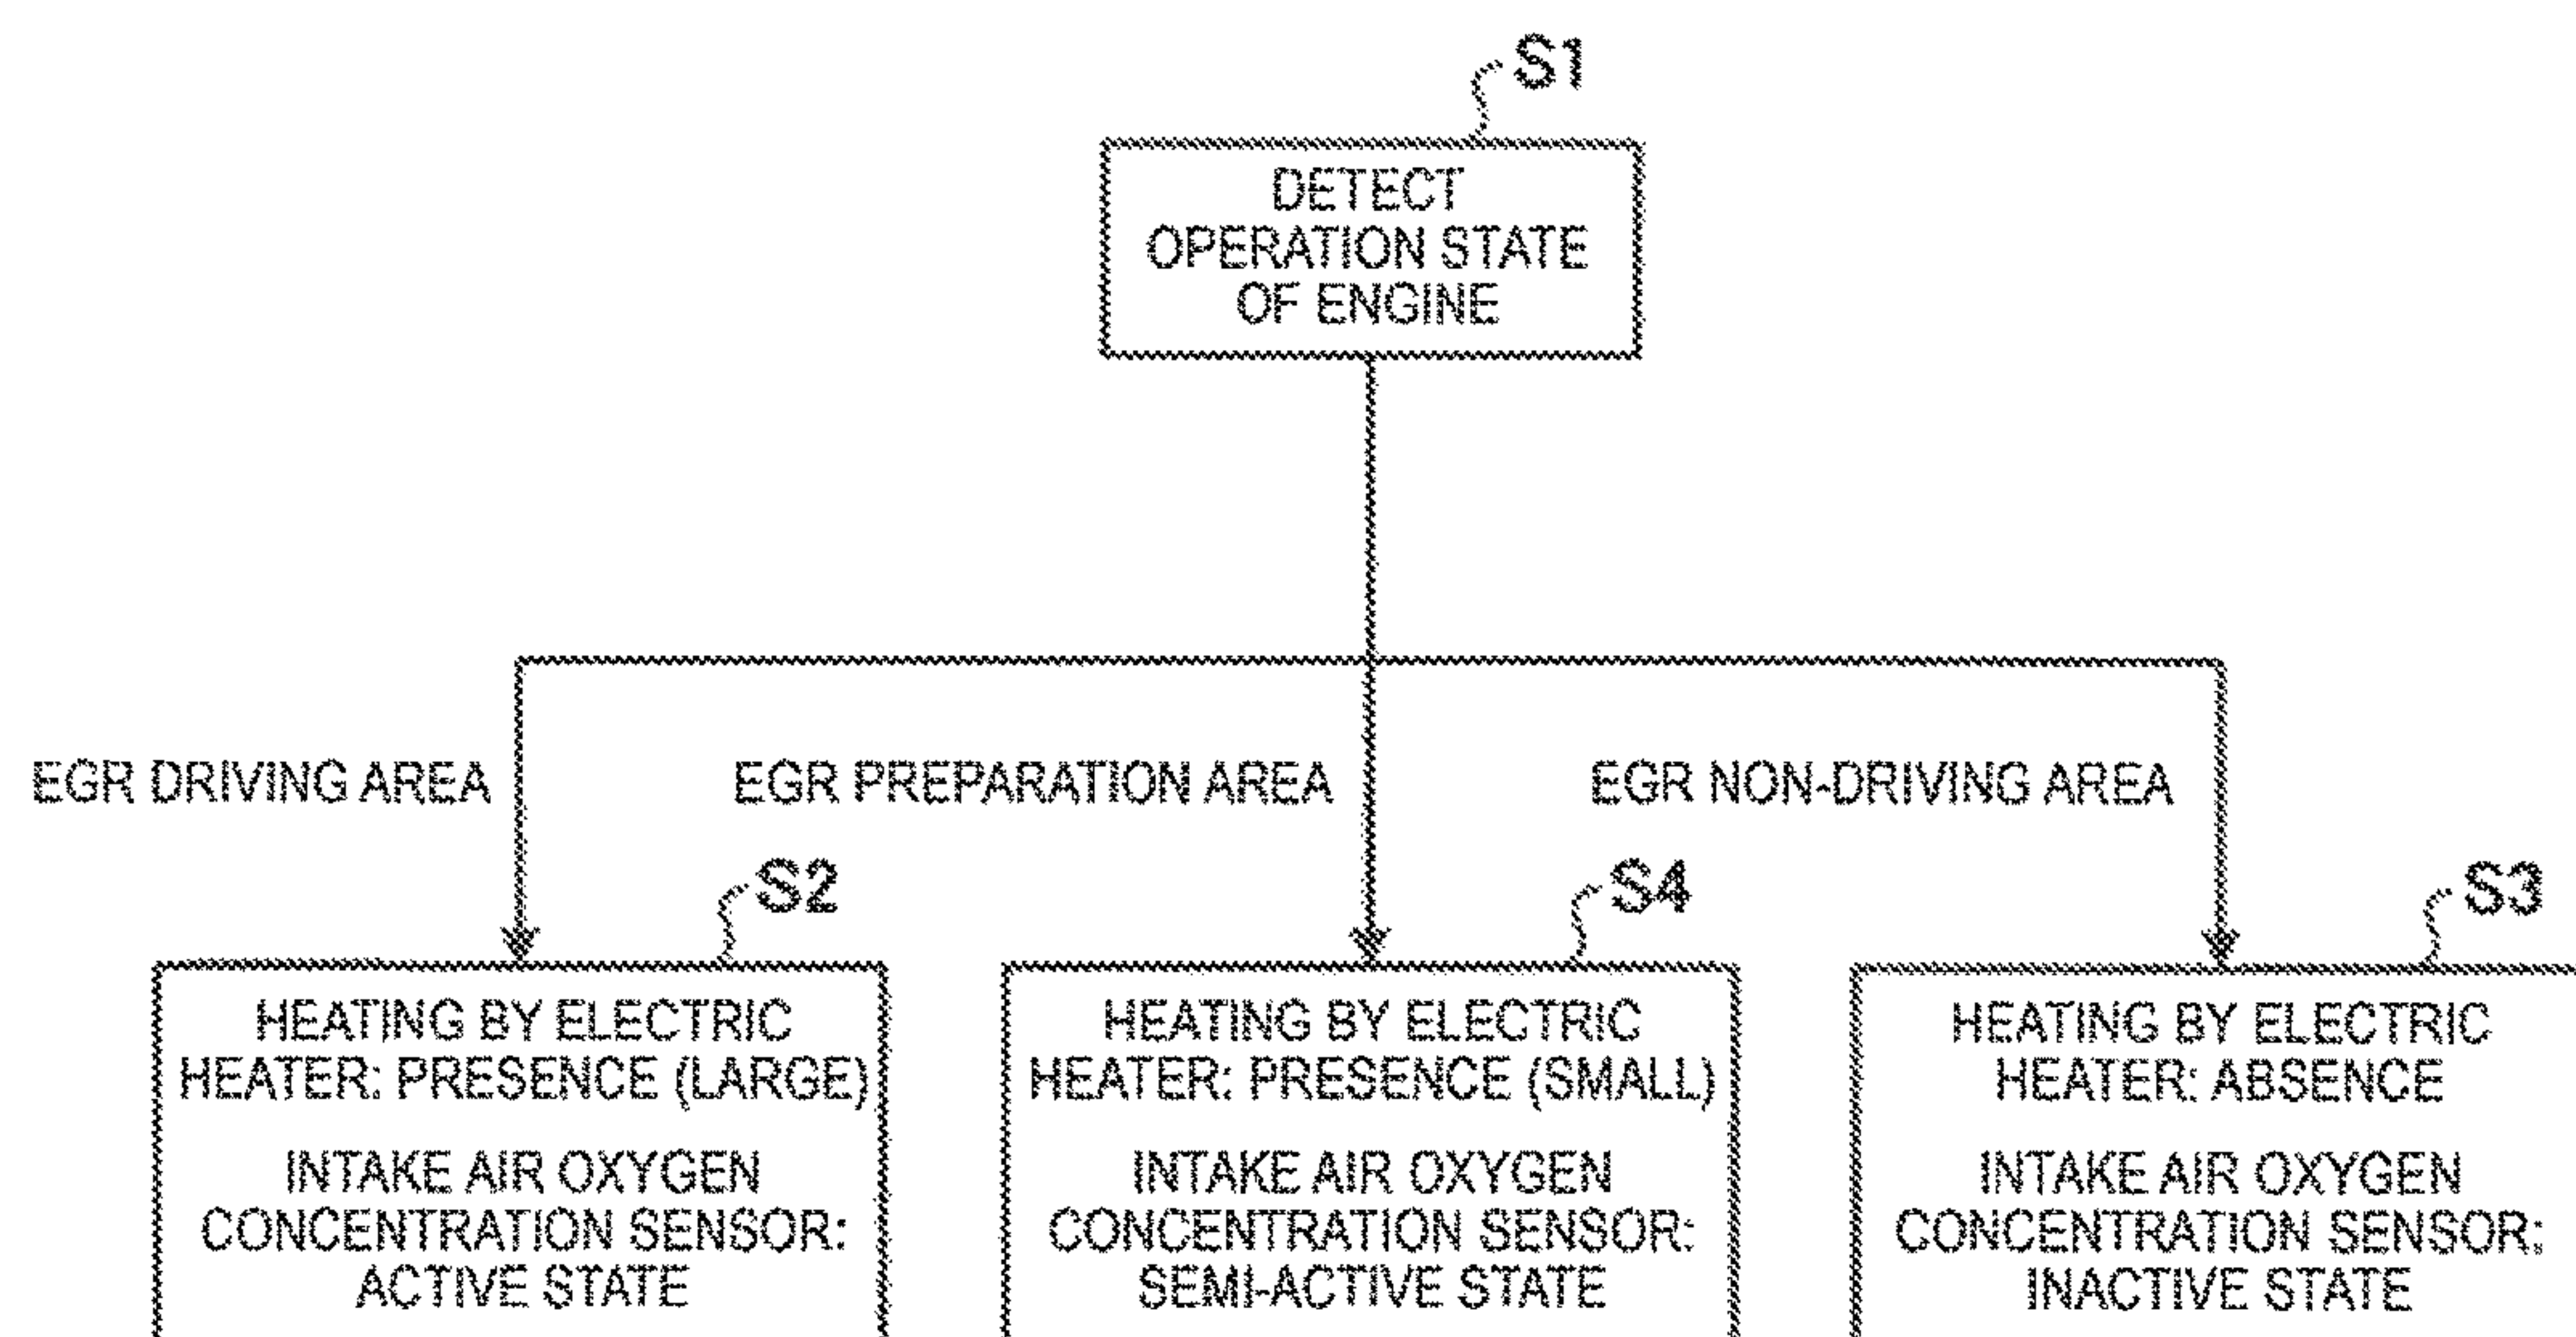 S1
DETECT
OPERATION STATE
OF ENGINE
EGR DRIVING AREA
EGR PREPARATION AREA
EGR NON-DRIVING AREA
S2
HEATING BY ELECTRIC
HEATER: PRESENCE (LARGE)
INTAKE AIR OXYGEN
CONCENTRATION SENSOR:
ACTIVE STATE
S4
HEATING BY ELECTRIC
HEATER: PRESENCE (SMALL)
INTAKE AIR OXYGEN
CONCENTRATION SENSOR:
SEMI-ACTIVE STATE
S3
HEATING BY ELECTRIC
HEATER: ABSENCE
INTAKE AIR OXYGEN
CONCENTRATION SENSOR:
INACTIVE STATE